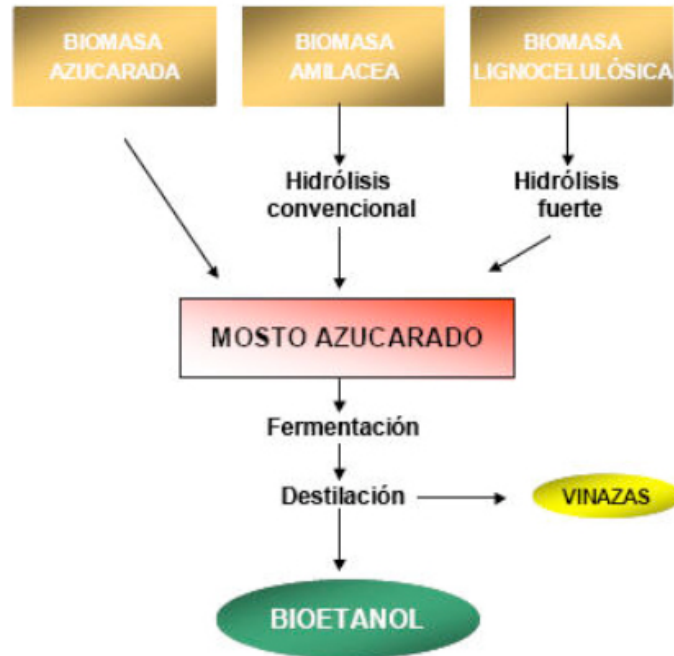 BIOMASA
AZUCARADA
BIOMASA
AMILACEA
BIOMASA
LIGNOCELULÓSICA
Hidrólisis
convencional
Hidrólisis
fuerte
MOSTO AZUCARADO
Fermentación
Destilación
VINAZAS
BIOETANOL